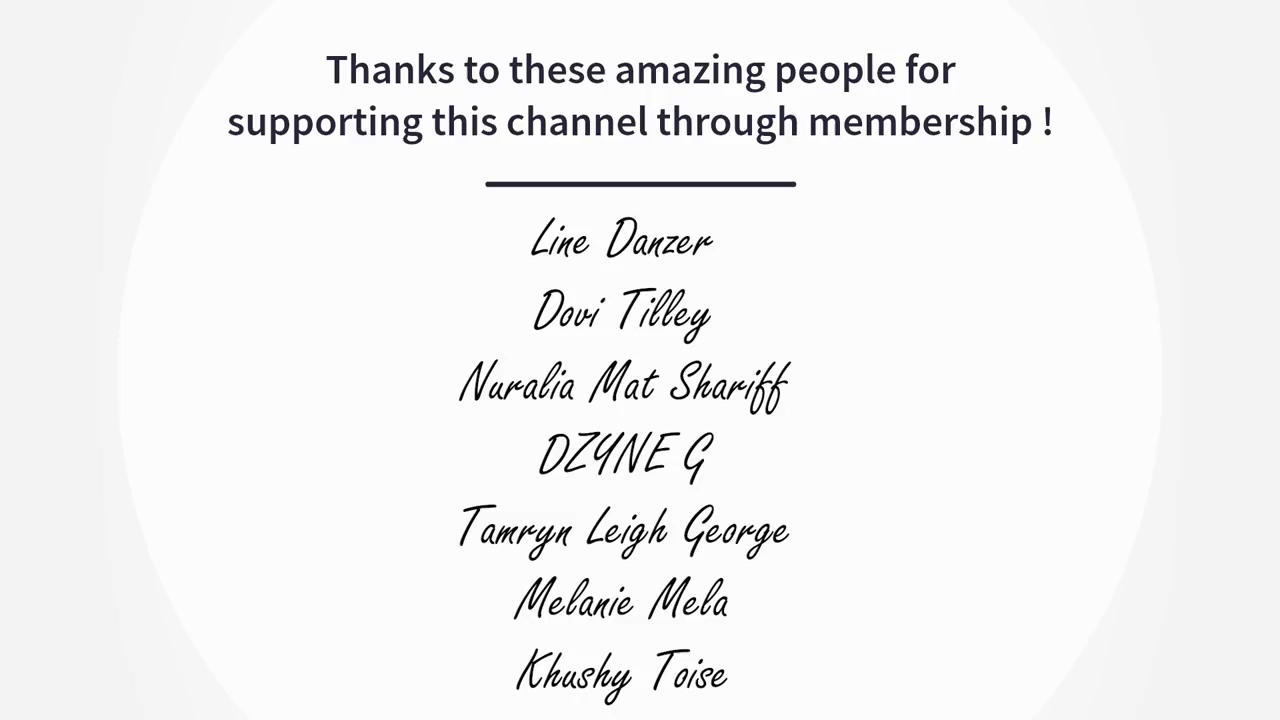 Thanks to these amazing people for
supporting this channel through membership !
Line Danzer
Dovi Tilley
Nuralia Mat Shariff
DZYNE G
Tamryn Leigh George
Melanie Mela
Khushy Toise